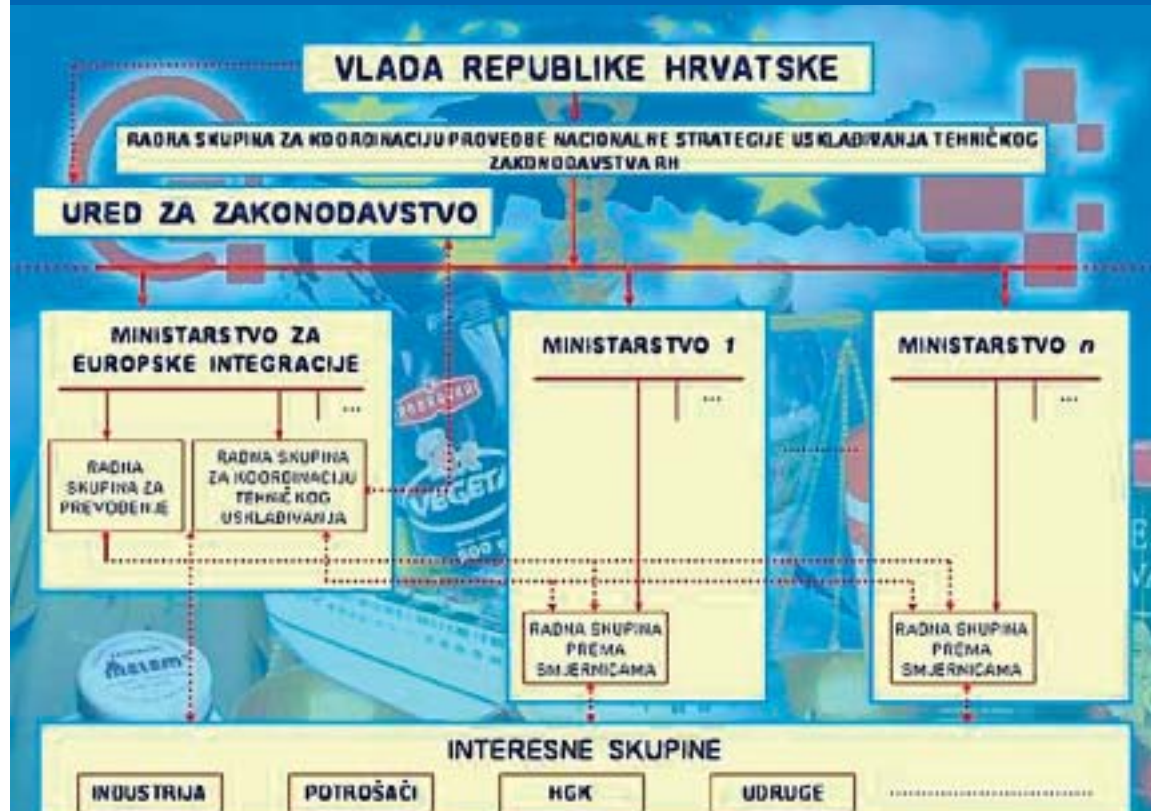 VLADA REPUBLIKE HRVATSKE
RADNA SKUPINA ZA KOORDINACIJU PROVEDBE NACIONALNE STRATEGIJE USKLAĐIVANJA TEHNIČKOG
ZAKONODAVSTVA RH
URED ZA ZAKONODAVSTVO
MINISTARSTVO ZA
EUROPSKE INTEGRACIJE
...
RADNA
SKUPINA ZA
PREVOĐENJE
RADNA SKUPINA
ZA KOORDINACIJU
TEHNIČKOG
USKLAĐIVANJA
MINISTARSTVO 1
...
RADNA SKUPINA
PREMA
SMJERNICAMA
MINISTARSTVO n
...
RADNA SKUPINA
PREMA
SMJERNICAMA
PODRAVKA
VEGETA
500 g
INTERESNE SKUPINE
INDUSTRIJA
POTROŠAČI
HGK
UDRUGE